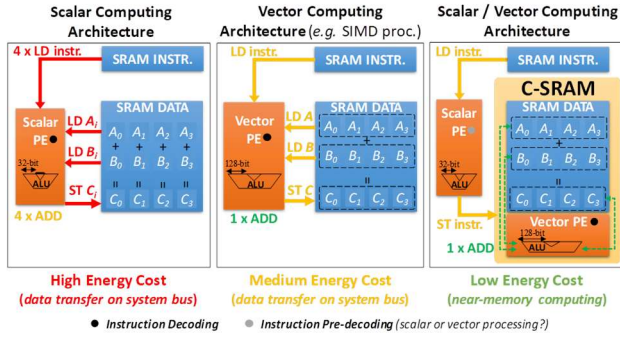 Scalar Computing
Architecture
4 x LD instr.
SRAM INSTR.
SRAM DATA
Scalar
PE
LD Ai
LD Bi
ST Ci
A0 A1 A2 A3
+ + + +
B0 B1 B2 B3
= = = =
C0 C1 C2 C3
32-bit
ALU
4 x ADD
High Energy Cost
(data transfer on system bus)
Vector Computing
Architecture (e.g. SIMD proc.)
LD instr.
SRAM INSTR.
SRAM DATA
Vector
PE
LD A
LD B
ST C
A0 A1 A2 A3
+
B0 B1 B2 B3
=
C0 C1 C2 C3
128-bit
ALU
1 x ADD
Medium Energy Cost
(data transfer on system bus)
Scalar / Vector Computing
Architecture
LD instr.
SRAM INSTR.
C-SRAM
SRAM DATA
Scalar
PE
A0 A1 A2 A3
+
B0 B1 B2 B3
=
C0 C1 C2 C3
32-bit
ALU
Vector PE
ST instr.
128-bit
ALU
1 x ADD
Low Energy Cost
(near-memory computing)
Instruction Decoding
Instruction Pre-decoding (scalar or vector processing?)